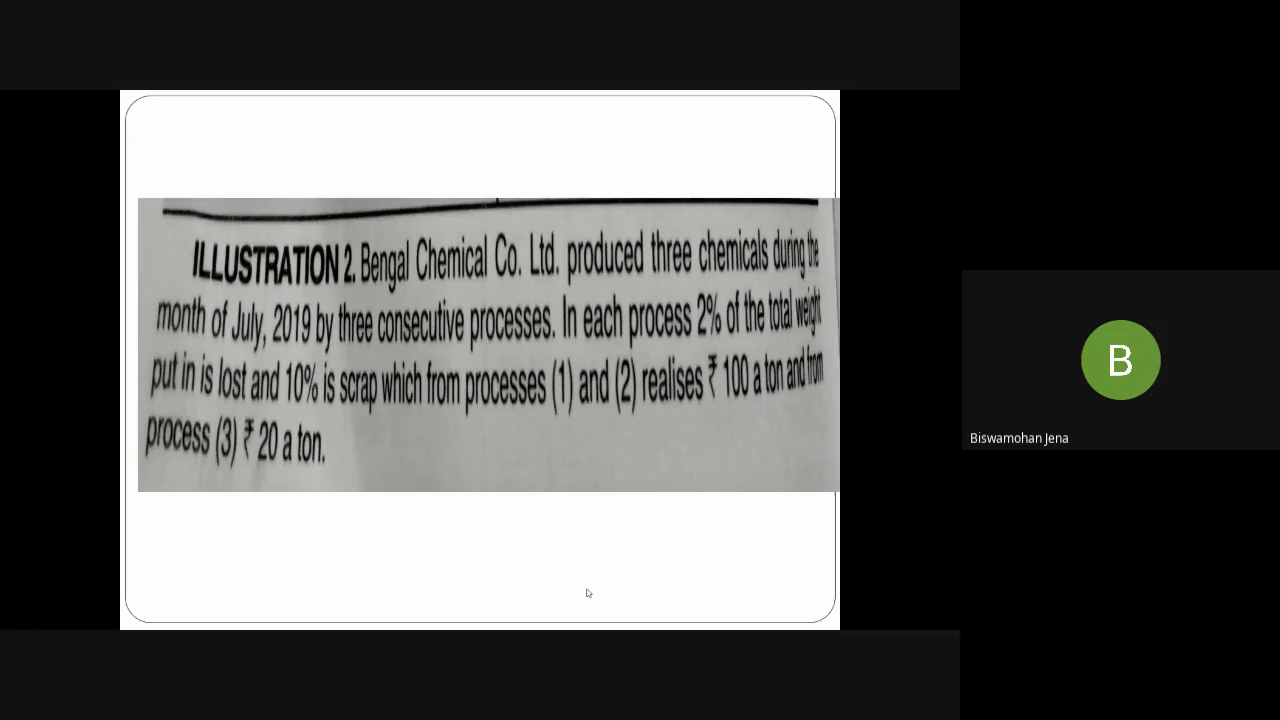 ILLUSTRATION 2. Bengal Chemical Co. Ltd. produced three chemicals during the
month of July, 2019 by three consecutive processes. In each process 2% of the total weight
put in is lost and 10% is scrap which from processes (1) and (2) realises ₹ 100 a ton and from
process (3) ₹ 20 a ton.
B
Biswamohan Jena